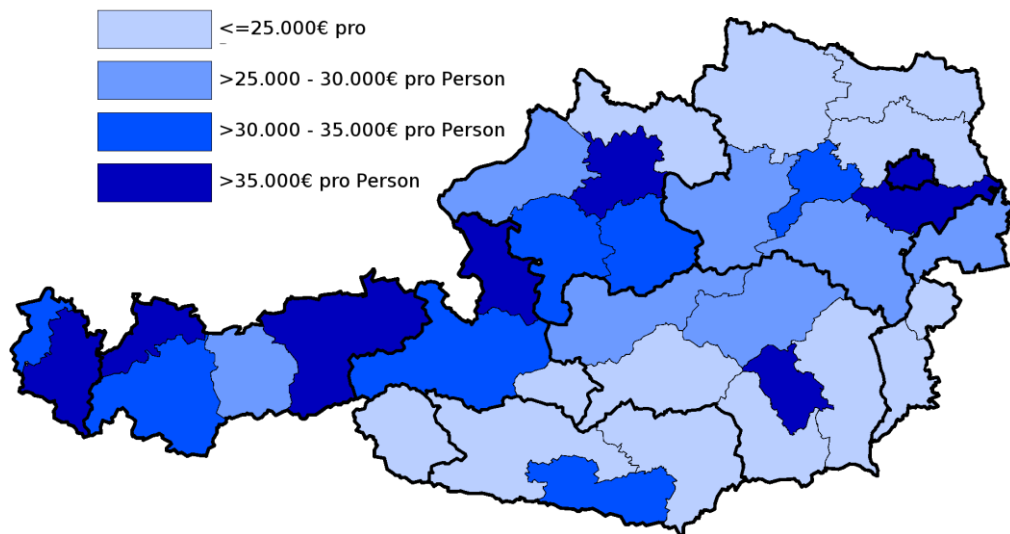 <=25.000€ pro
>25.000 - 30.000€ pro Person
>30.000 - 35.000€ pro Person
>35.000€ pro Person